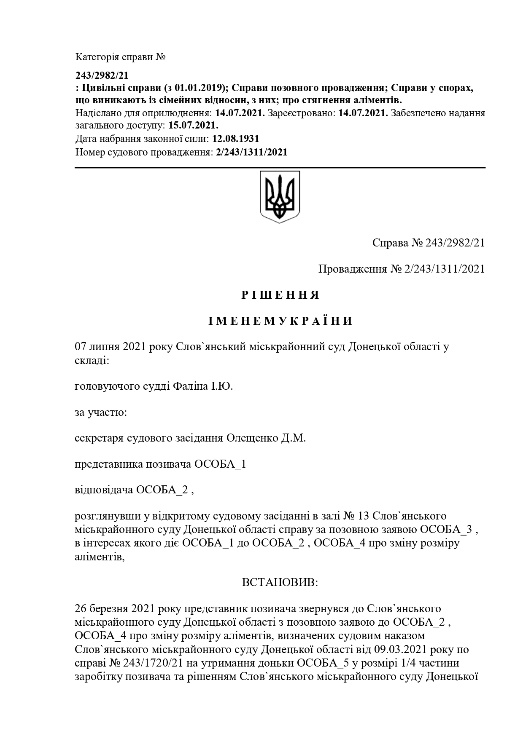 Категорія справи №
243/2982/21
: Цивільні справи (з 01.01.2019); Справи позовного провадження; Справи у спорах,
що виникають із сімейних відносин, з них; про стягнення аліментів.
Надіслано для оприлюднення: 14.07.2021. Зареєстровано: 14.07.2021. Забезпечено надання
загального доступу: 15.07.2021.
Дата набрання законної сили: 12.08.1931
Номер судового провадження: 2/243/1311/2021
Справа № 243/2982/21
Провадження № 2/243/1311/2021
Р І Ш Е Н Н Я
І М Е Н Е М У К Р А Ї Н И
07 липня 2021 року Слов`янський міськрайонний суд Донецької області у
складі:
головуючого судді Фаліна І.Ю.
за участю:
секретаря судового засідання Олещенко Д.М.
представника позивача ОСОБА_1
відповідача ОСОБА_2 ,
розглянувши у відкритому судовому засіданні в залі № 13 Слов`янського
міськрайонного суду Донецької області справу за позовною заявою ОСОБА_3 ,
в інтересах якого діє ОСОБА_1 до ОСОБА_2 , ОСОБА_4 про зміну розміру
аліментів,
ВСТАНОВИВ:
26 березня 2021 року представник позивача звернувся до Слов`янського
міськрайонного суду Донецької області з позовною заявою до ОСОБА_2 ,
ОСОБА_4 про зміну розміру аліментів, визначених судовим наказом
Слов`янського міськрайонного суду Донецької області від 09.03.2021 року по
справі № 243/1720/21 на утримання доньки ОСОБА_5 у розмірі 1/4 частини
заробітку позивача та рішенням Слов`янського міськрайонного суду Донецької